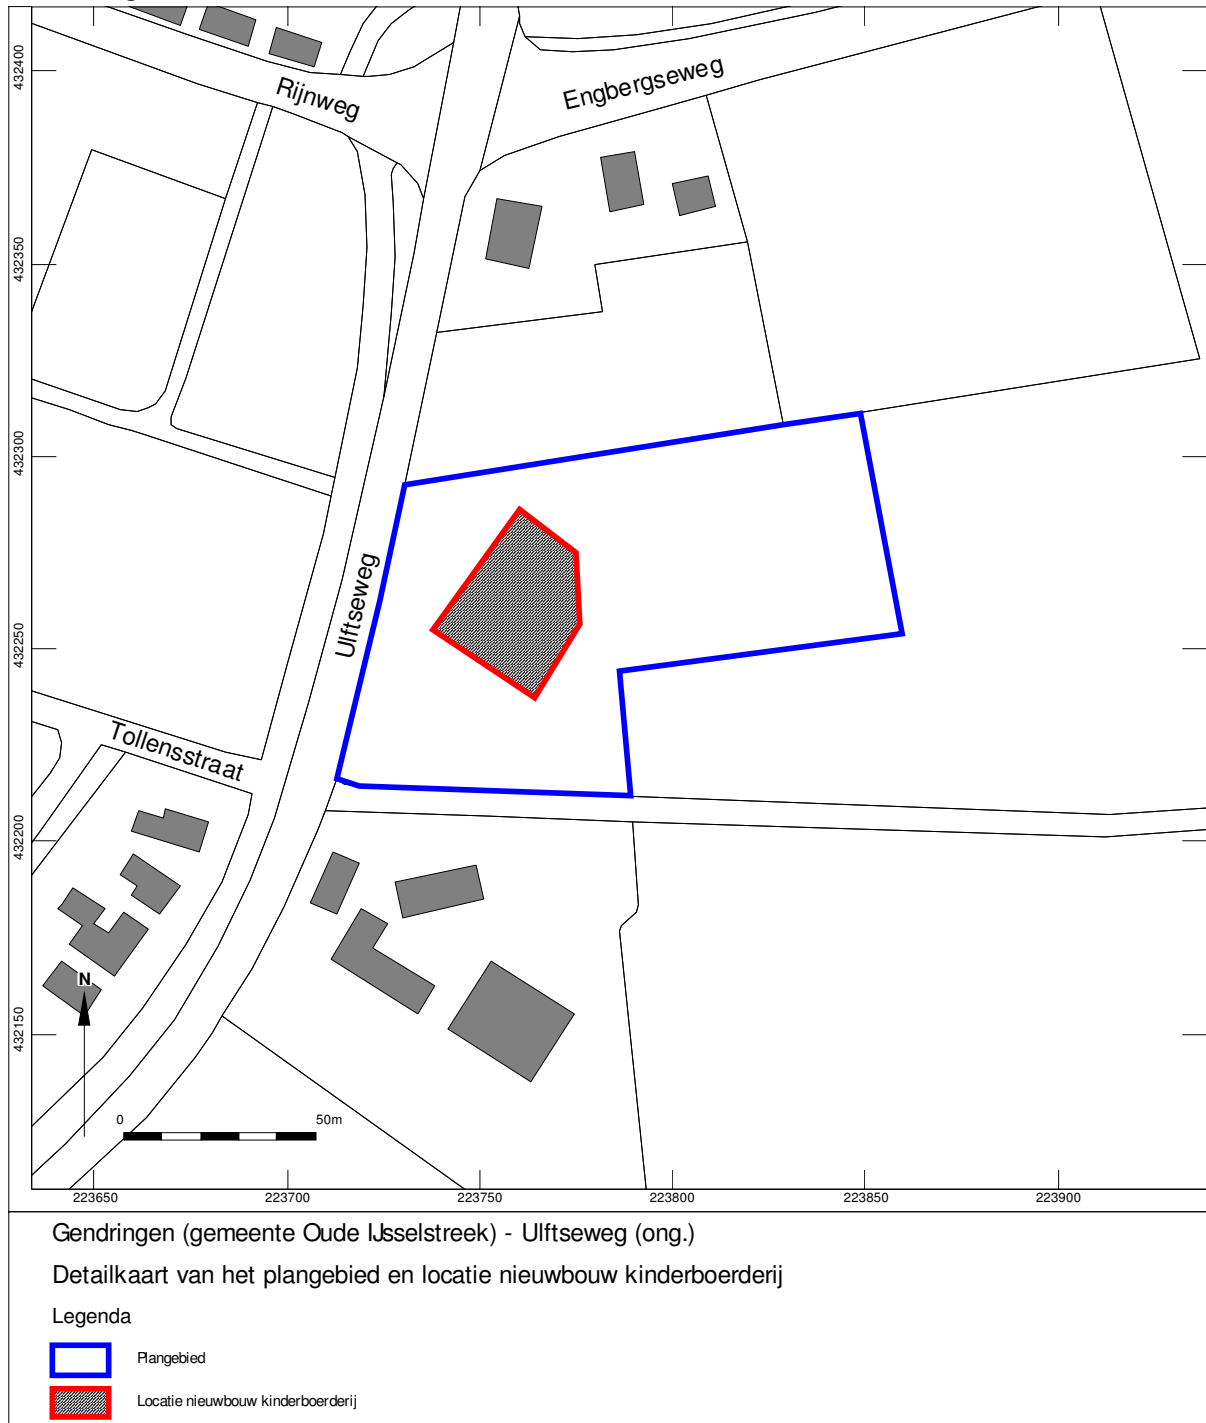 Rijnweg
Engbergseweg
432400
432350
432300
432250
432200
432150
Ulftseweg
Tollensstraat
N
0
50m
223650
223700
223750
223800
223850
223900
Gendringen (gemeente Oude IJsselstreek) - Ulftseweg (ong.)
Detailkaart van het plangebied en locatie nieuwbouw kinderboerderij
Legenda
Plangebied
Locatie nieuwbouw kinderboerderij